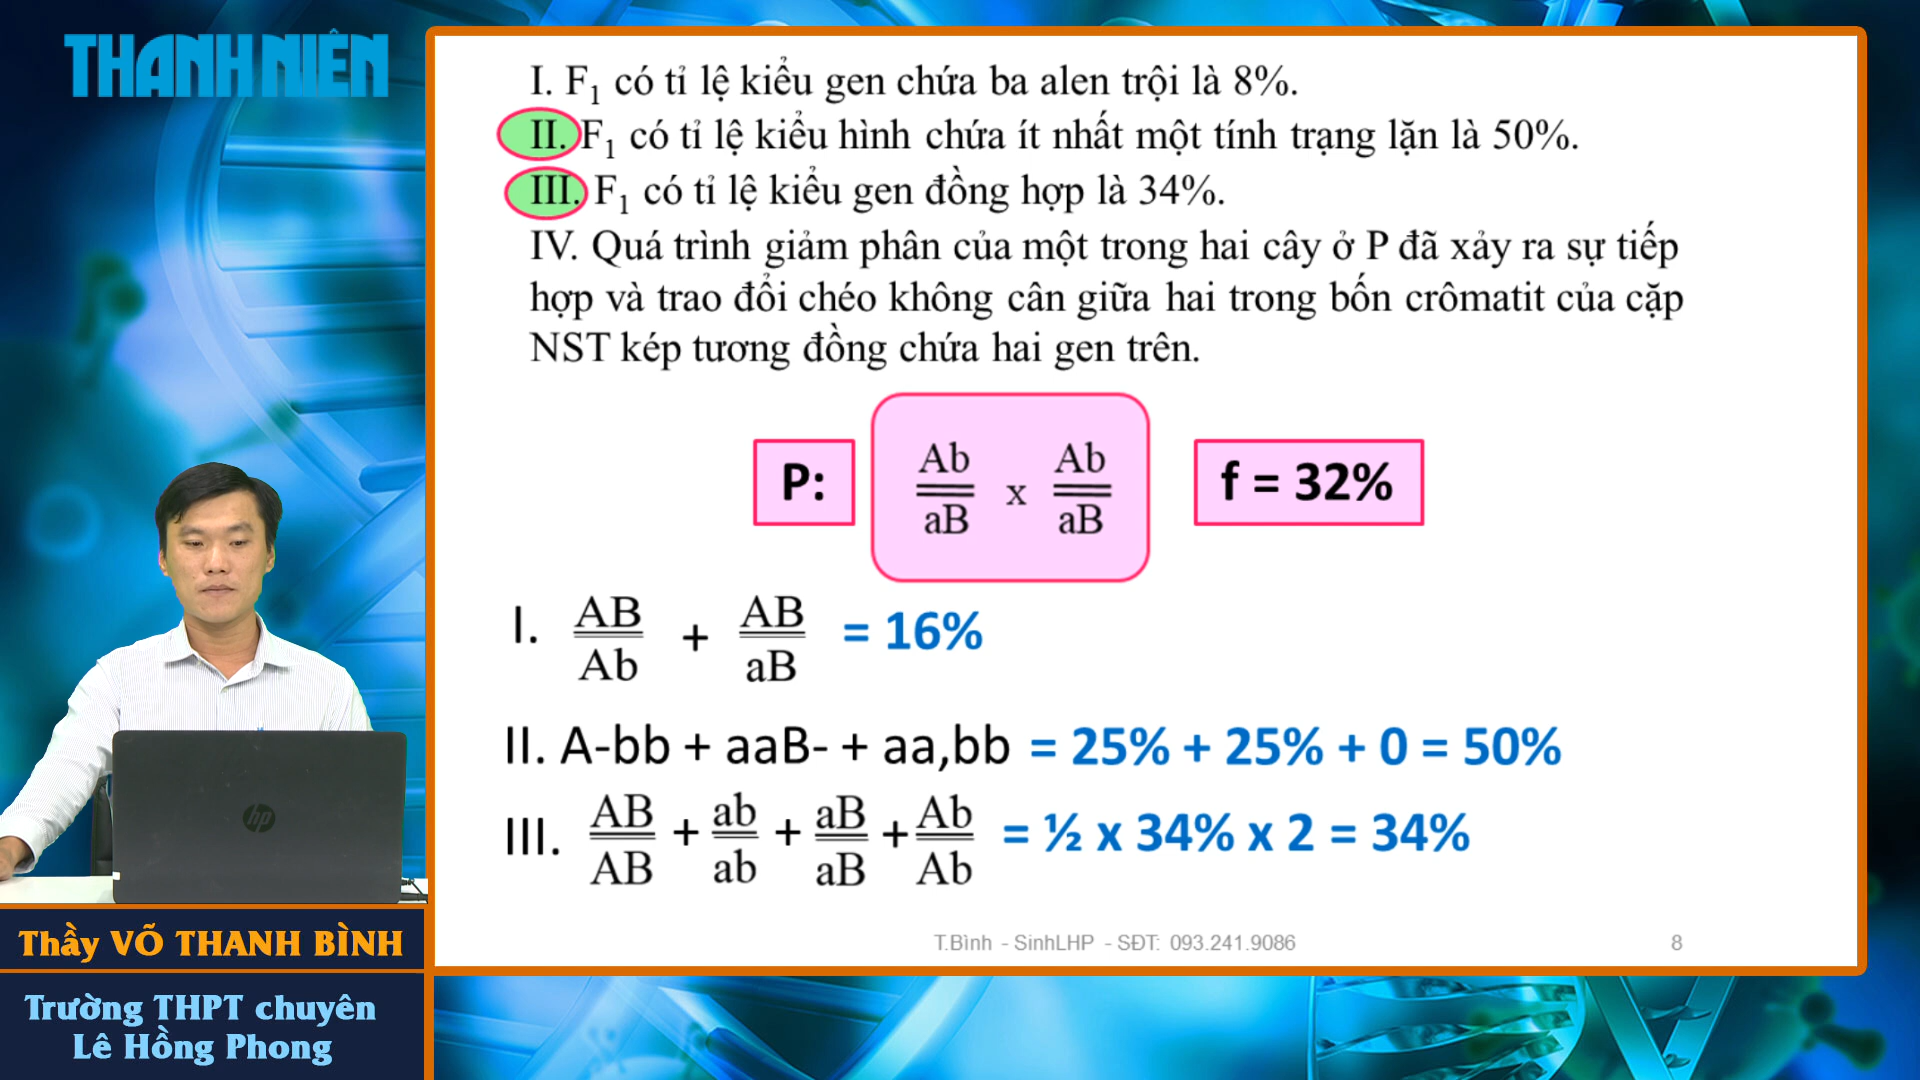 THANH NIÊN
I. F₁ có tỉ lệ kiểu gen chứa ba alen trội là 8%.
II. F₁ có tỉ lệ kiểu hình chứa ít nhất một tính trạng lặn là 50%.
III. F₁ có tỉ lệ kiểu gen đồng hợp là 34%.
IV. Quá trình giảm phân của một trong hai cây ở P đã xảy ra sự tiếp
hợp và trao đổi chéo không cân giữa hai trong bốn crômatit của cặp
NST kép tương đồng chứa hai gen trên.
P: Ab/aB x Ab/aB f = 32%
I. AB/Ab + AB/aB = 16%
II. A-bb + aaB- + aa,bb = 25% + 25% + 0 = 50%
III. AB/AB + ab/ab + aB/aB + Ab/Ab = ½ x 34% x 2 = 34%
T.Bình - SinhLHP - SĐT: 093.241.9086 8
hp
Thầy VÕ THANH BÌNH
Trường THPT chuyên
Lê Hồng Phong